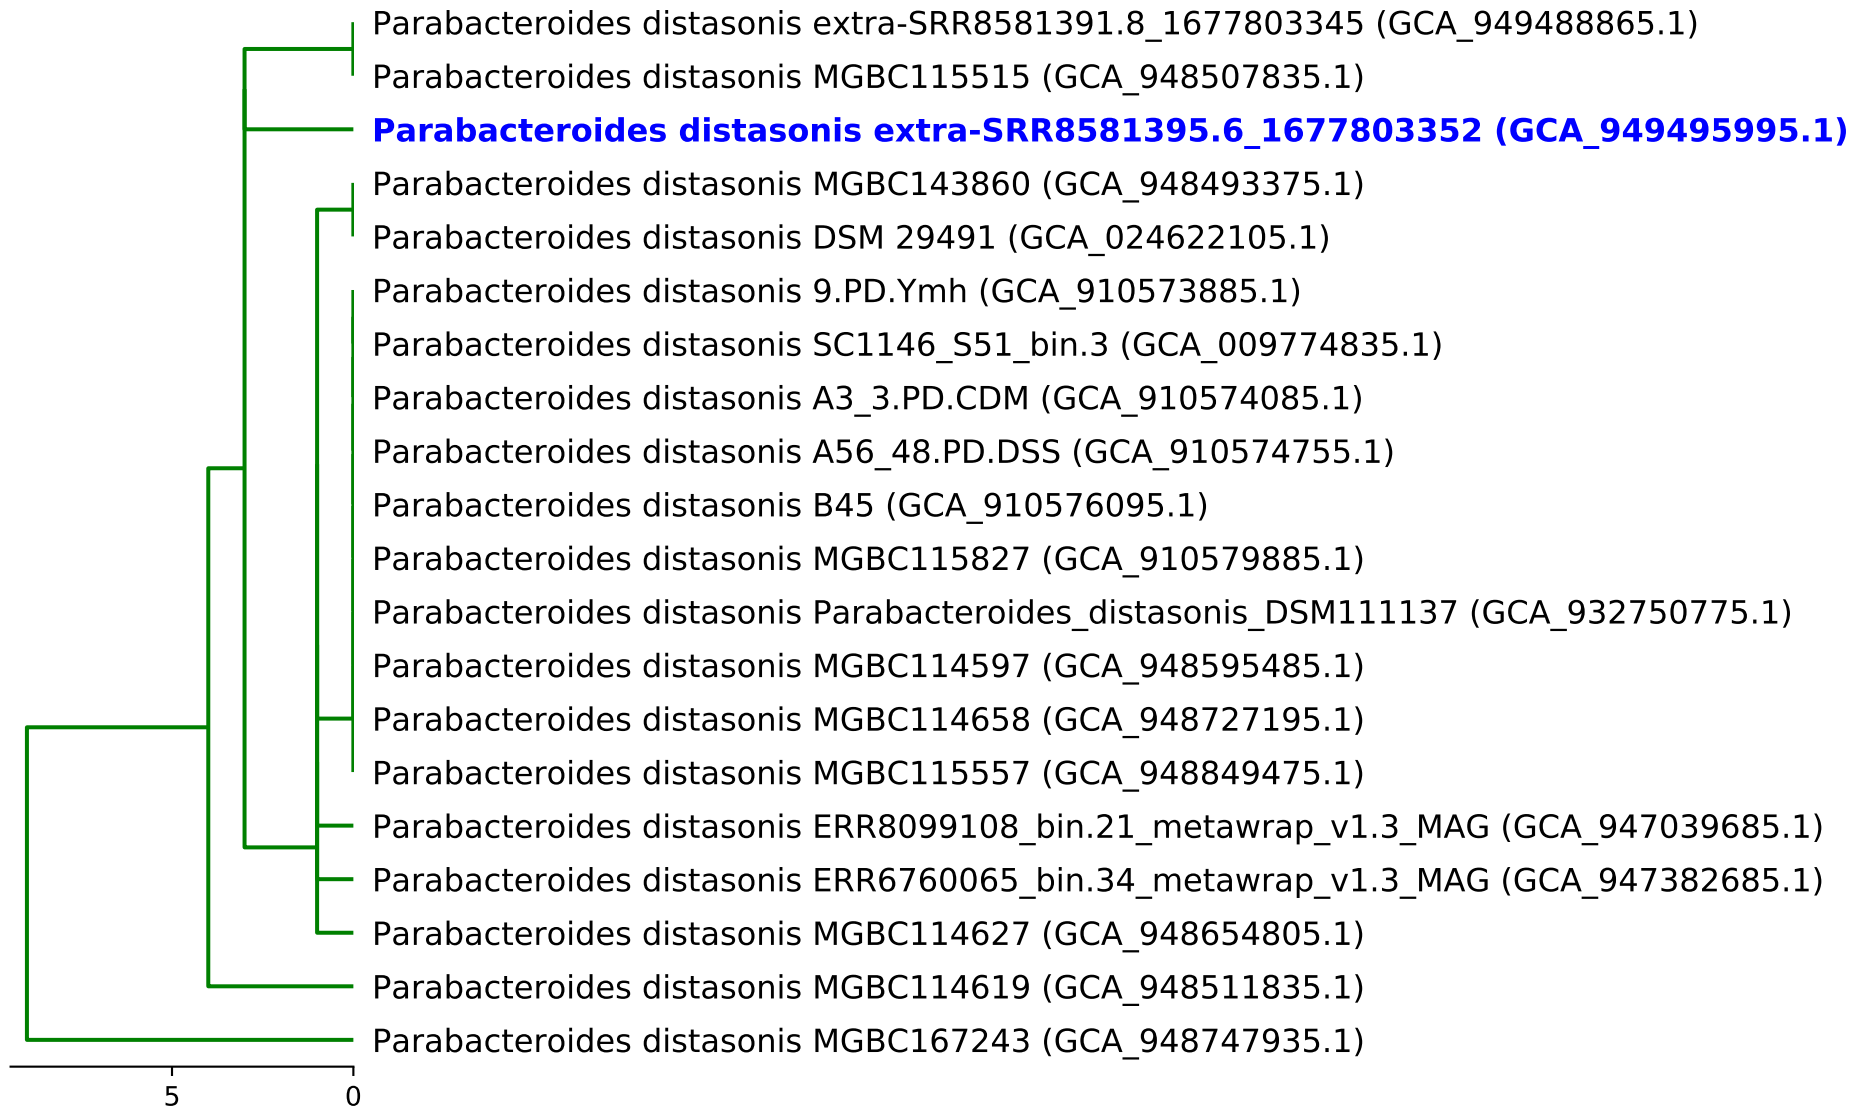 Parabacteroides distasonis extra-SRR8581391.8_1677803345 (GCA_949488865.1)
Parabacteroides distasonis MGBC115515 (GCA_948507835.1)
Parabacteroides distasonis extra-SRR8581395.6_1677803352 (GCA_949495995.1)
Parabacteroides distasonis MGBC143860 (GCA_948493375.1)
Parabacteroides distasonis DSM 29491 (GCA_024622105.1)
Parabacteroides distasonis 9.PD.Ymh (GCA_910573885.1)
Parabacteroides distasonis SC1146_S51_bin.3 (GCA_009774835.1)
Parabacteroides distasonis A3_3.PD.CDM (GCA_910574085.1)
Parabacteroides distasonis A56_48.PD.DSS (GCA_910574755.1)
Parabacteroides distasonis B45 (GCA_910576095.1)
Parabacteroides distasonis MGBC115827 (GCA_910579885.1)
Parabacteroides distasonis Parabacteroides_distasonis_DSM111137 (GCA_932750775.1)
Parabacteroides distasonis MGBC114597 (GCA_948595485.1)
Parabacteroides distasonis MGBC114658 (GCA_948727195.1)
Parabacteroides distasonis MGBC115557 (GCA_948849475.1)
Parabacteroides distasonis ERR8099108_bin.21_metawrap_v1.3_MAG (GCA_947039685.1)
Parabacteroides distasonis ERR6760065_bin.34_metawrap_v1.3_MAG (GCA_947382685.1)
Parabacteroides distasonis MGBC114627 (GCA_948654805.1)
Parabacteroides distasonis MGBC114619 (GCA_948511835.1)
Parabacteroides distasonis MGBC167243 (GCA_948747935.1)
5 0